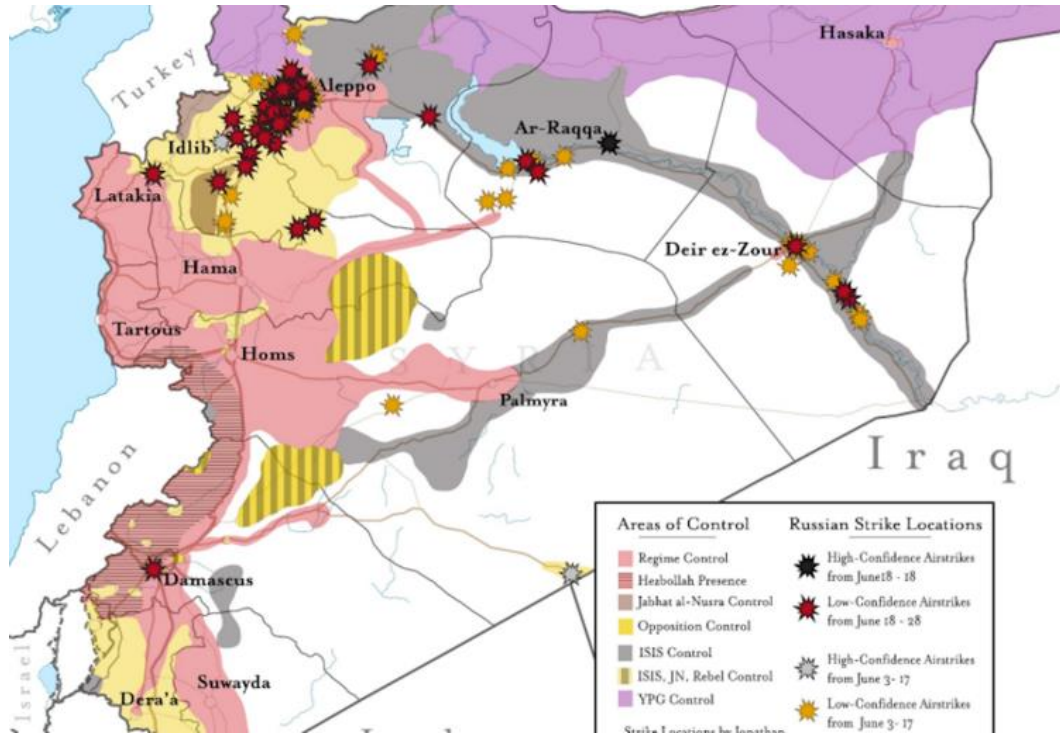 Turkey
Hasaka
Aleppo
Ar-Raqqa
Idlib
Latakia
Deir ez-Zour
Hama
Tartous
Homs
SYRIA
Palmyra
Iraq
Lebanon
Damascus
Israel
Suwayda
Dera'a
Areas of Control
Regime Control
Hezbollah Presence
Jabhat al-Nusra Control
Opposition Control
ISIS Control
ISIS, JN, Rebel Control
YPG Control
Strike Locations by Jonathan
Russian Strike Locations
High-Confidence Airstrikes
from June18 - 18
Low-Confidence Airstrikes
from June 18 - 28
High-Confidence Airstrikes
from June 3- 17
Low-Confidence Airstrikes
from June 3-17